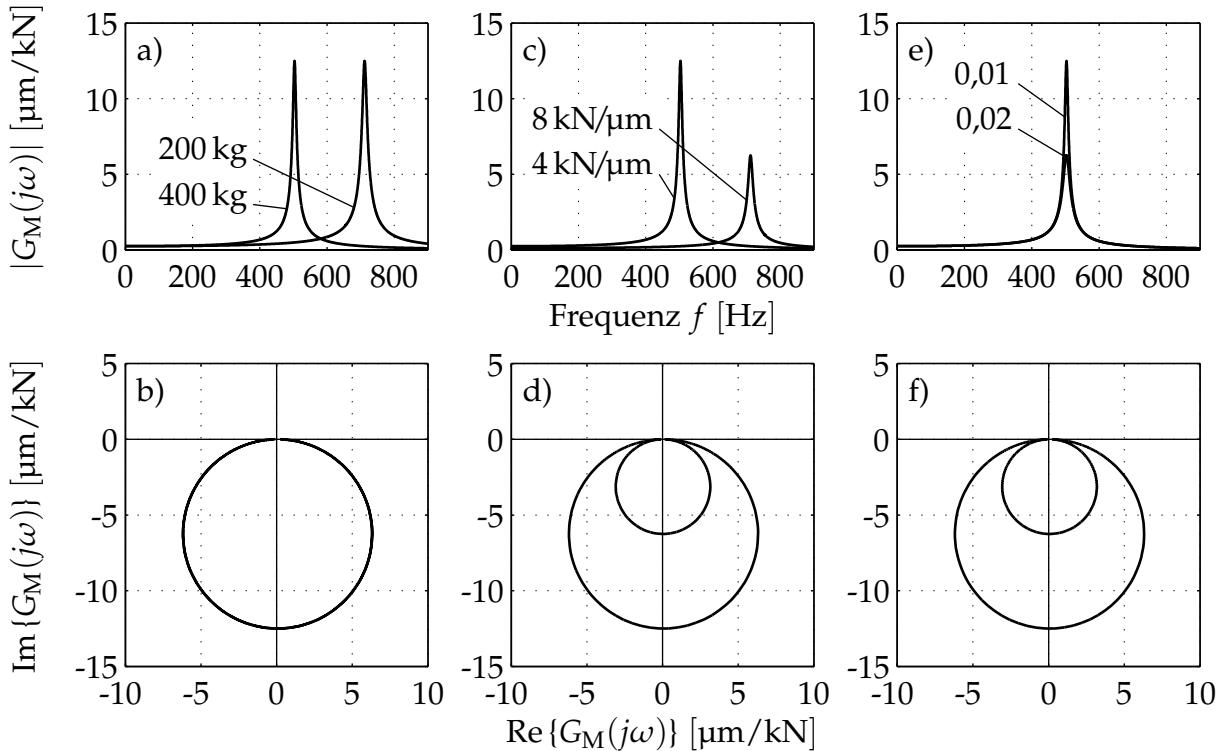 |G_M(jω)| [µm/kN]
15
10
5
0
a)
200 kg
400 kg
0 200 400 600 800
15
10
5
0
c)
8 kN/µm
4 kN/µm
0 200 400 600 800
15
10
5
0
e)
0,01
0,02
0 200 400 600 800
Frequenz f [Hz]
Im {G_M(jω)} [µm/kN]
5
0
-5
-10
-15
b)
-10 -5 0 5 10
5
0
-5
-10
-15
d)
-10 -5 0 5 10
5
0
-5
-10
-15
f)
-10 -5 0 5 10
Re {G_M(jω)} [µm/kN]